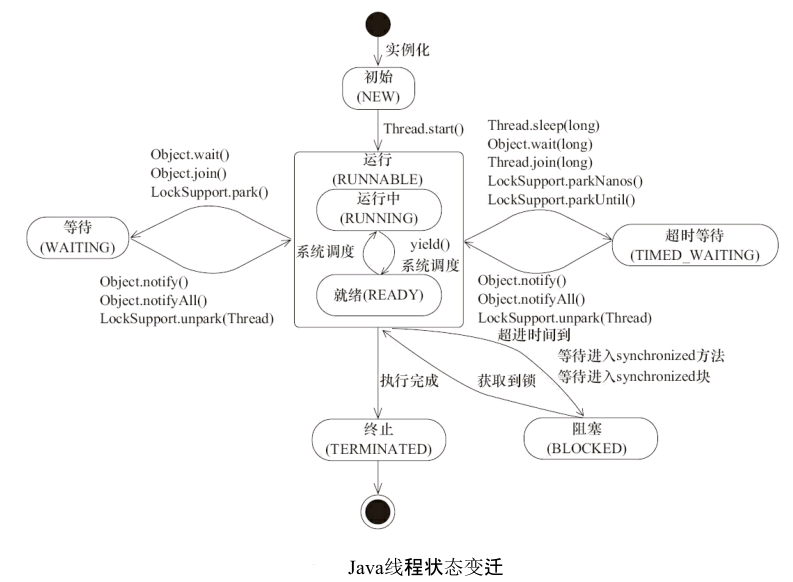 实例化
初始
(NEW)
Thread.start()
Object.wait()
Object.join()
LockSupport.park()
Thread.sleep(long)
Object.wait(long)
Thread.join(long)
LockSupport.parkNanos()
LockSupport.parkUntil()
运行
(RUNNABLE)
运行中
(RUNNING)
等待
(WAITING)
系统调度
yield()
系统调度
超时等待
(TIMED_WAITING)
就绪(READY)
Object.notify()
Object.notifyAll()
LockSupport.unpark(Thread)
Object.notify()
Object.notifyAll()
LockSupport.unpark(Thread)
超进时间到
等待进入synchronized方法
等待进入synchronized块
执行完成
获取到锁
终止
(TERMINATED)
阻塞
(BLOCKED)
Java线程状态变迁